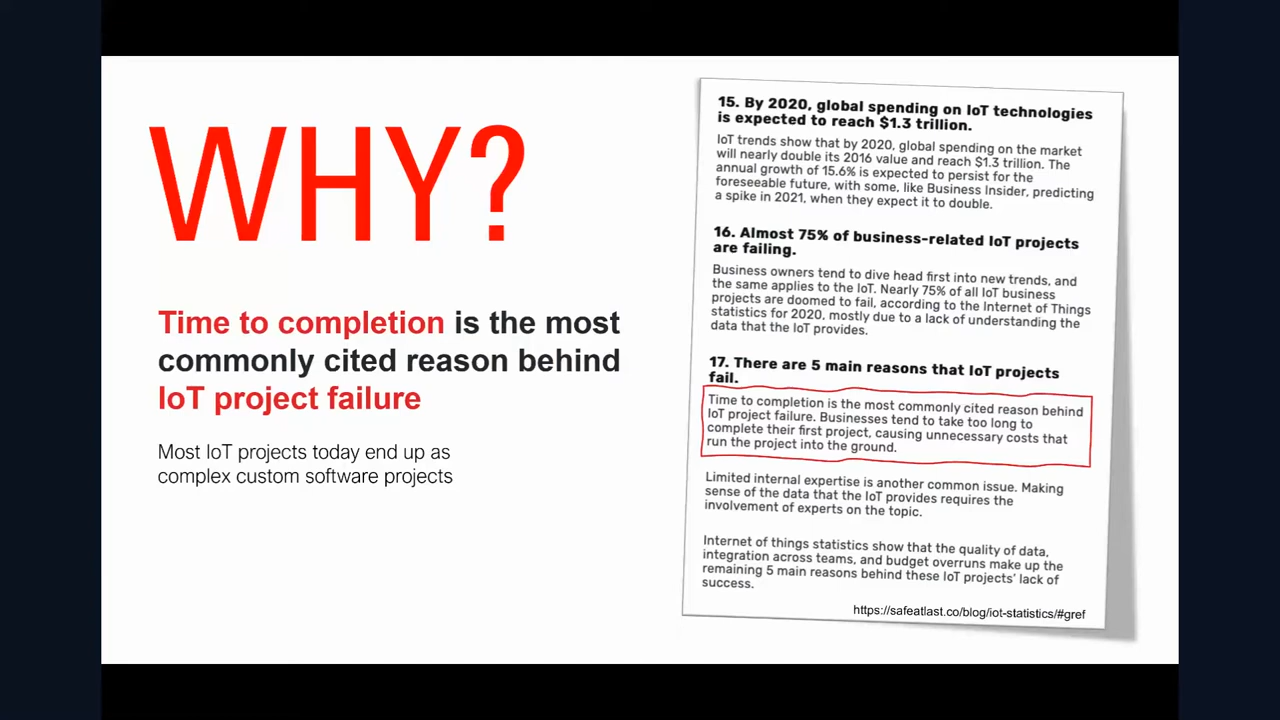 WHY?
Time to completion is the most
commonly cited reason behind
IoT project failure
Most IoT projects today end up as
complex custom software projects
15. By 2020, global spending on IoT technologies
is expected to reach $1.3 trillion.
IoT trends show that by 2020, global spending on the market
will nearly double its 2016 value and reach $1.3 trillion. The
annual growth of 15.6% is expected to persist for the
foreseeable future, with some, like Business Insider, predicting
a spike in 2021, when they expect it to double.
16. Almost 75% of business-related IoT projects
are failing.
Business owners tend to dive head first into new trends, and
the same applies to the IoT. Nearly 75% of all IoT business
projects are doomed to fail, according to the Internet of Things
statistics for 2020, mostly due to a lack of understanding the
data that the IoT provides.
17. There are 5 main reasons that IoT projects
fail.
Time to completion is the most commonly cited reason behind
IoT project failure. Businesses tend to take too long to
complete their first project, causing unnecessary costs that
run the project into the ground.
Limited internal expertise is another common issue. Making
sense of the data that the IoT provides requires the
involvement of experts on the topic.
Internet of things statistics show that the quality of data,
integration across teams, and budget overruns make up the
remaining 5 main reasons behind these IoT projects' lack of
success.
https://safeatlast.co/blog/iot-statistics/#gref